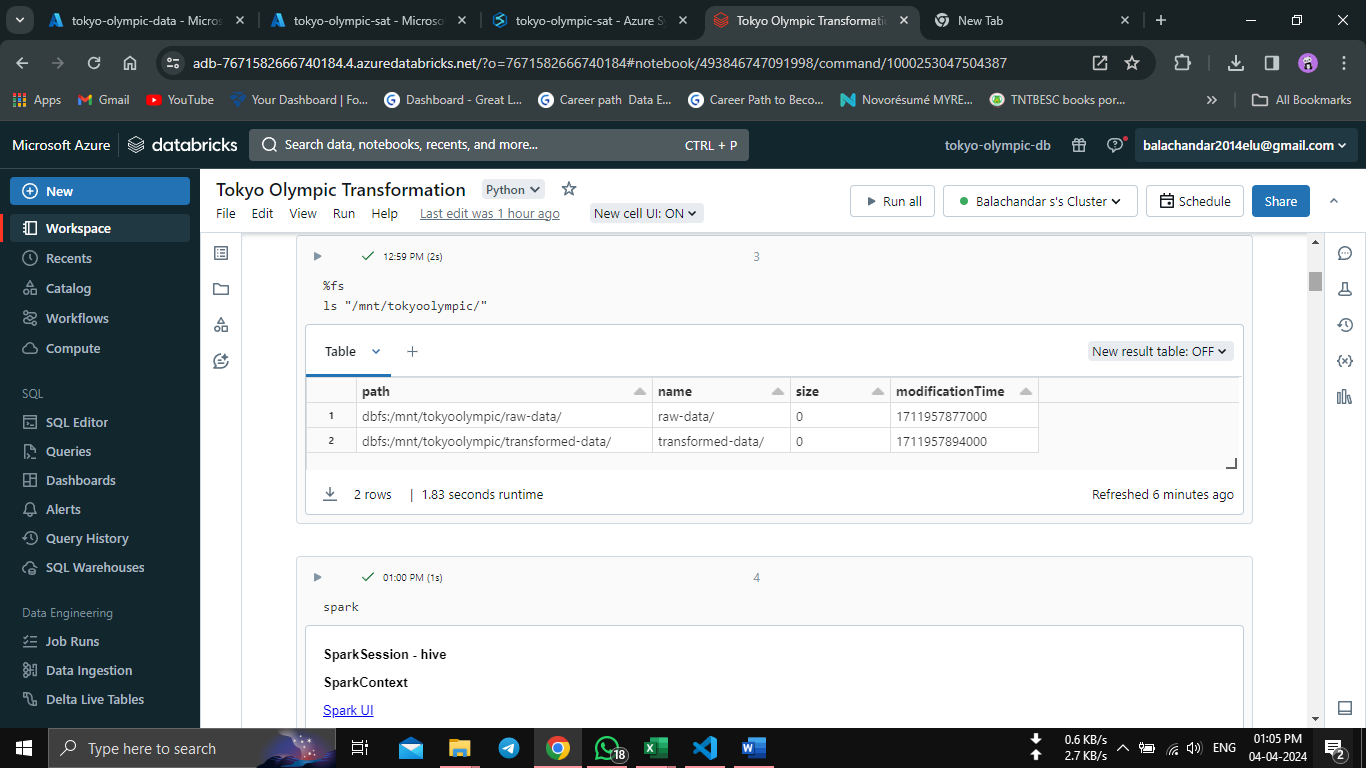 tokyo-olympic-data - Micros
tokyo-olympic-sat - Microso
tokyo-olympic-sat - Azure S
Tokyo Olympic Transformati
New Tab
adb-7671582666740184.4.azuredatabricks.net/?o=7671582666740184#notebook/493846747091998/command/1000253047504387
Apps
Gmail
YouTube
Your Dashboard | Fo...
Dashboard - Great L...
Career path Data E...
Career Path to Beco...
Novorésumé MYRE...
TNTBESC books por...
»
All Bookmarks
Microsoft Azure
databricks
Search data, notebooks, recents, and more...
CTRL + P
tokyo-olympic-db
balachandar2014elu@gmail.com
New
Workspace
Recents
Catalog
Workflows
Compute
SQL
SQL Editor
Queries
Dashboards
Alerts
Query History
SQL Warehouses
Data Engineering
Job Runs
Data Ingestion
Delta Live Tables
Tokyo Olympic Transformation
Python
File Edit View Run Help
Last edit was 1 hour ago
New cell UI: ON
Run all
Balachandar s's Cluster
Schedule
Share
12:59 PM (2s)
3
%fs
ls "/mnt/tokyoolympic/"
Table
+
New result table: OFF
path name size modificationTime
1 dbfs:/mnt/tokyoolympic/raw-data/ raw-data/ 0 1711957877000
2 dbfs:/mnt/tokyoolympic/transformed-data/ transformed-data/ 0 1711957894000
2 rows | 1.83 seconds runtime
Refreshed 6 minutes ago
01:00 PM (1s)
4
spark
SparkSession - hive
SparkContext
Spark UI
Type here to search
18
0.6 KB/s
2.7 KB/s
ENG
01:05 PM
04-04-2024
2